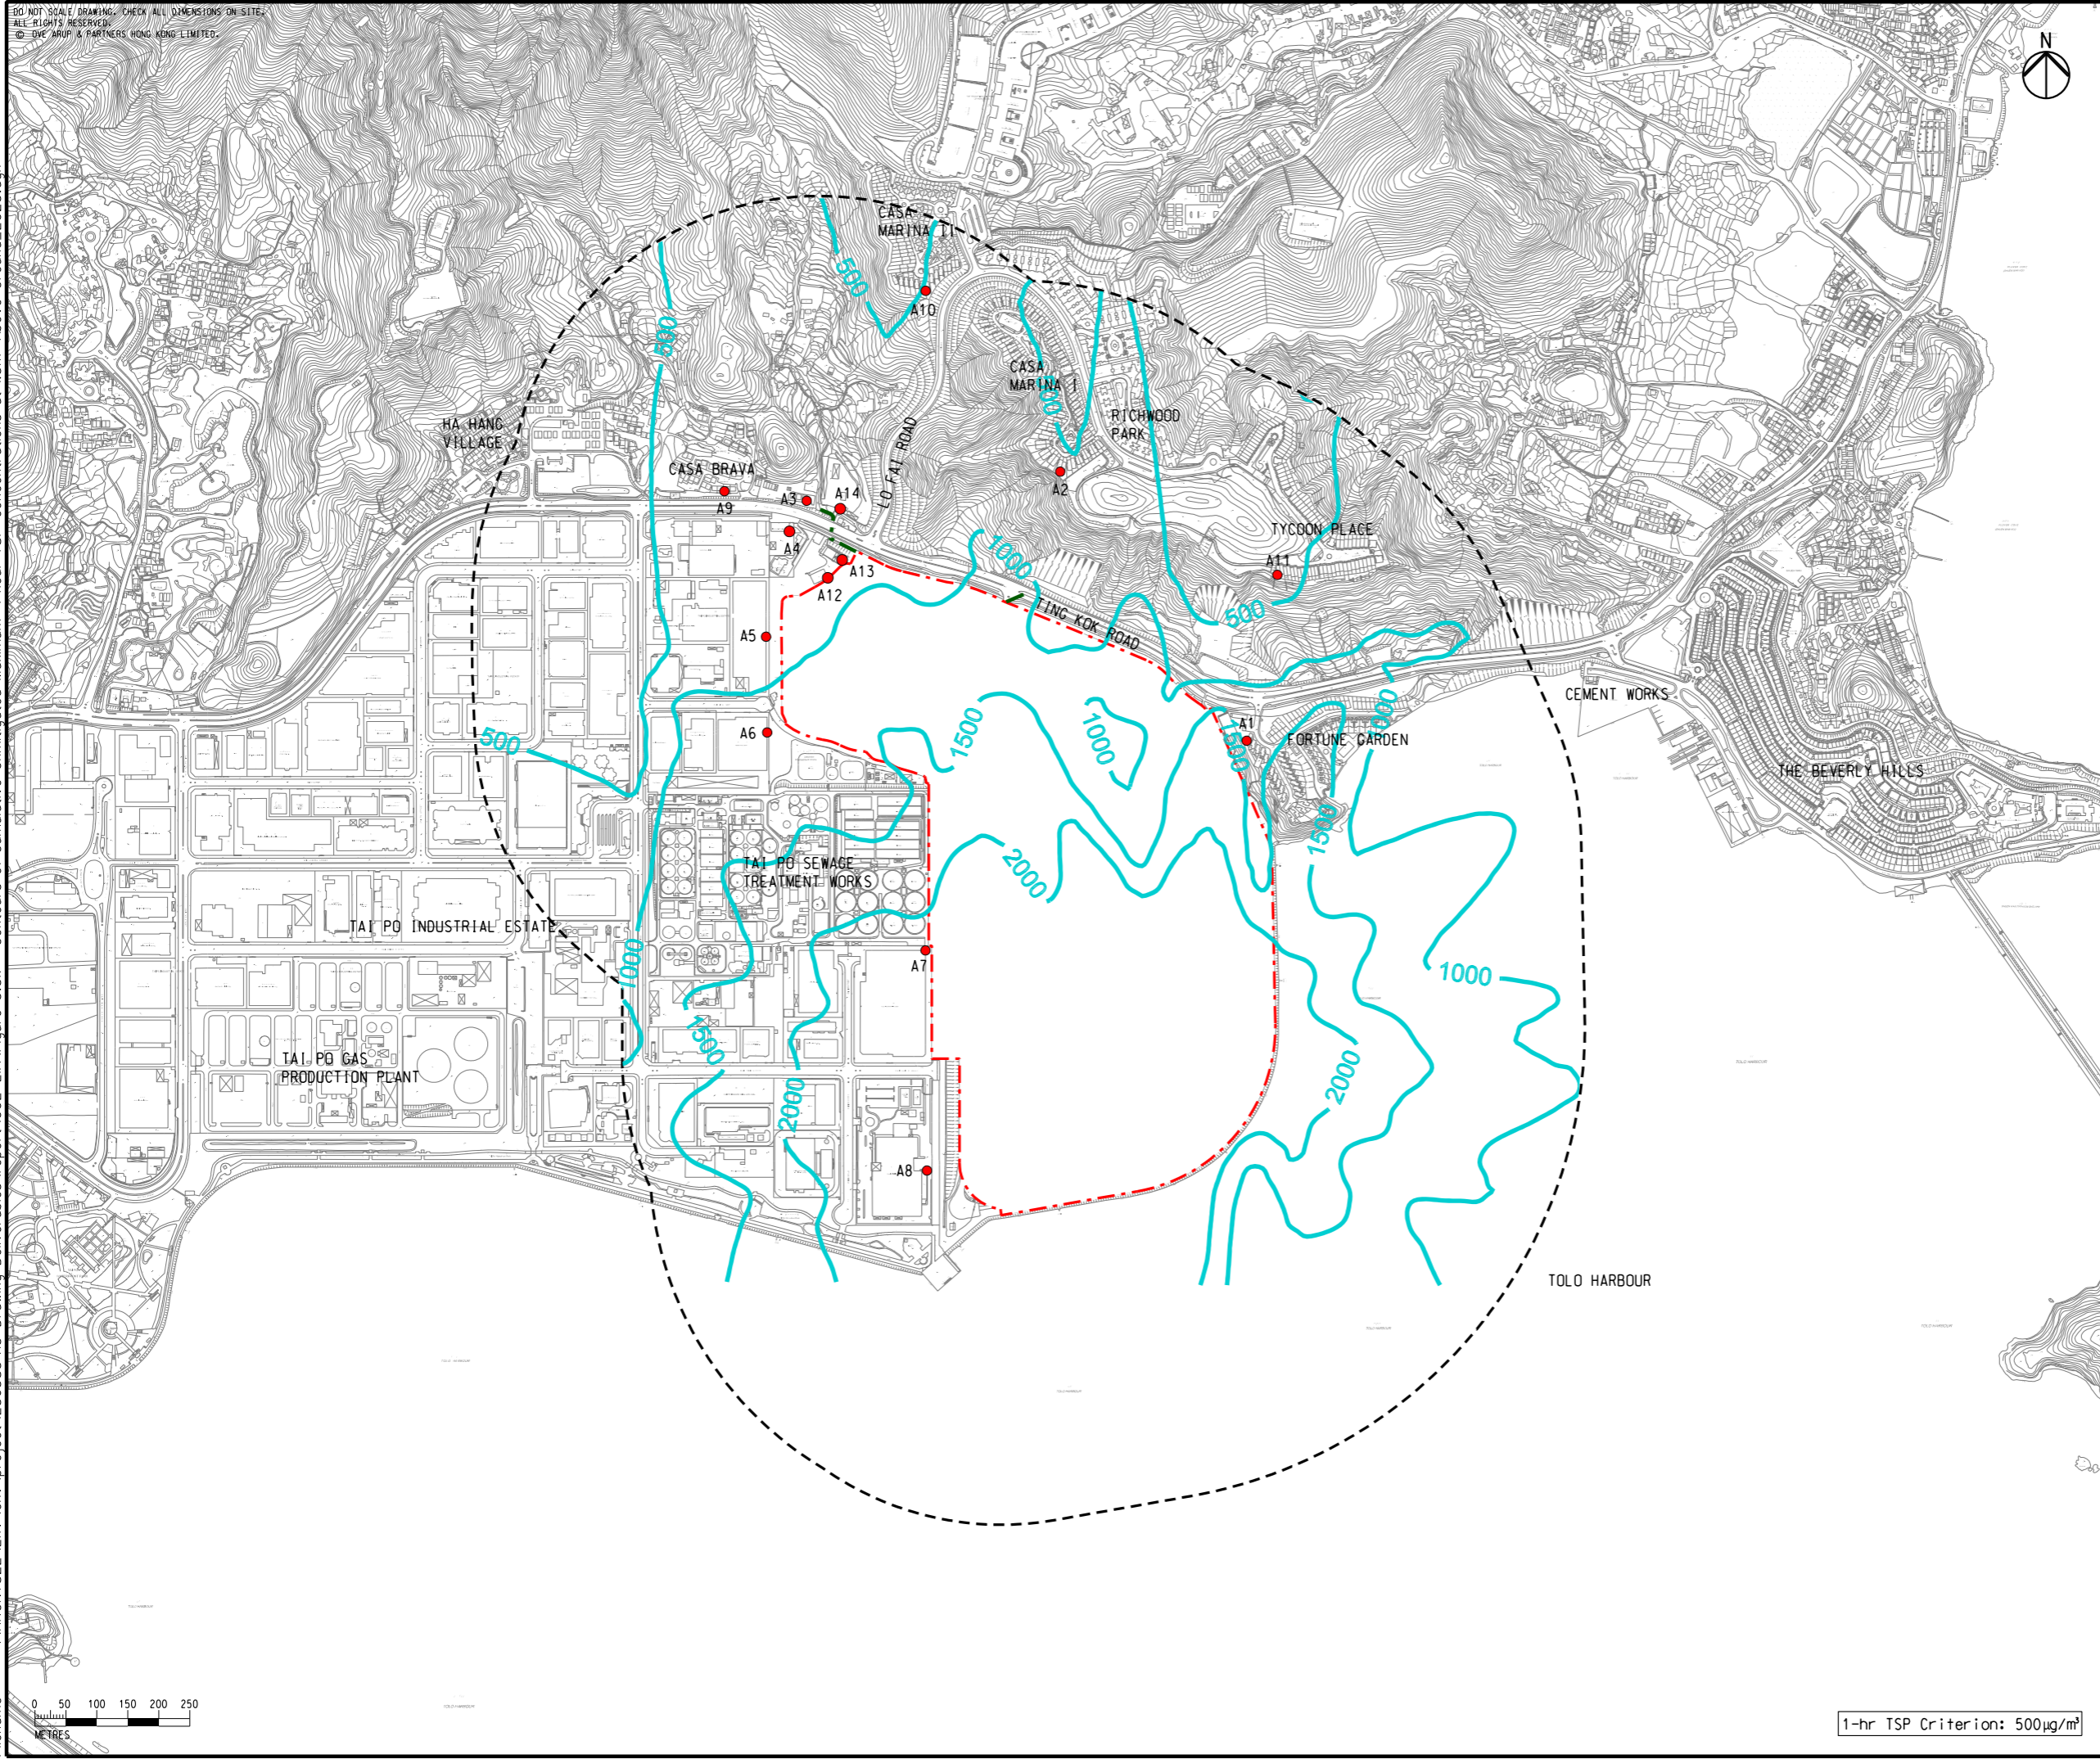 DO NOT SCALE DRAWING. CHECK ALL DIMENSIONS ON SITE.
ALL RIGHTS RESERVED.
© OVE ARUP & PARTNERS HONG KONG LIMITED.
N
CASA
MARINA II
500
A10
500
CASA
MARINA I
500
RICHWOOD
PARK
HA HANG
VILLAGE
LO FAI ROAD
CASA BRAVA
A9
A3
A14
A2
A4
A13
A12
TYCOON PLACE
A11
1000
TING KOK ROAD
500
A5
A6
500
1500
1000
A1
1500
FORTUNE GARDEN
1000
CEMENT WORKS
THE BEVERLY HILLS
1500
2000
TAI PO SEWAGE
TREATMENT WORKS
TAI PO INDUSTRIAL ESTATE
1000
A7
1000
1500
TAI PO GAS
PRODUCTION PLANT
2000
2000
A8
TOLO HARBOUR
0 50 100 150 200 250
METRES
1-hr TSP Criterion: 500µg/m³